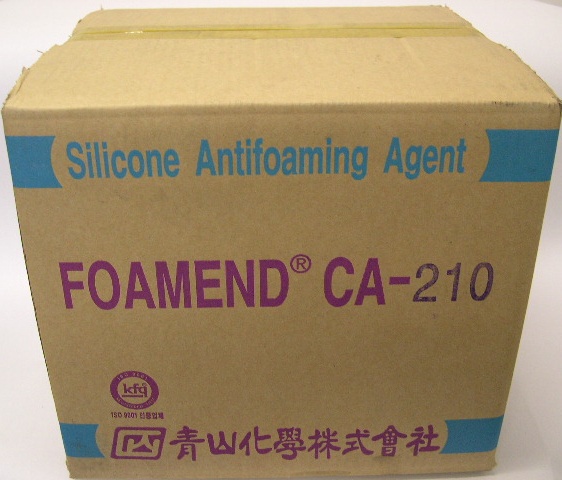 Silicone Antifoaming Agent
FOAMEND® CA-210
kfq
ISO 9001 인증업체
青山化學株式會社